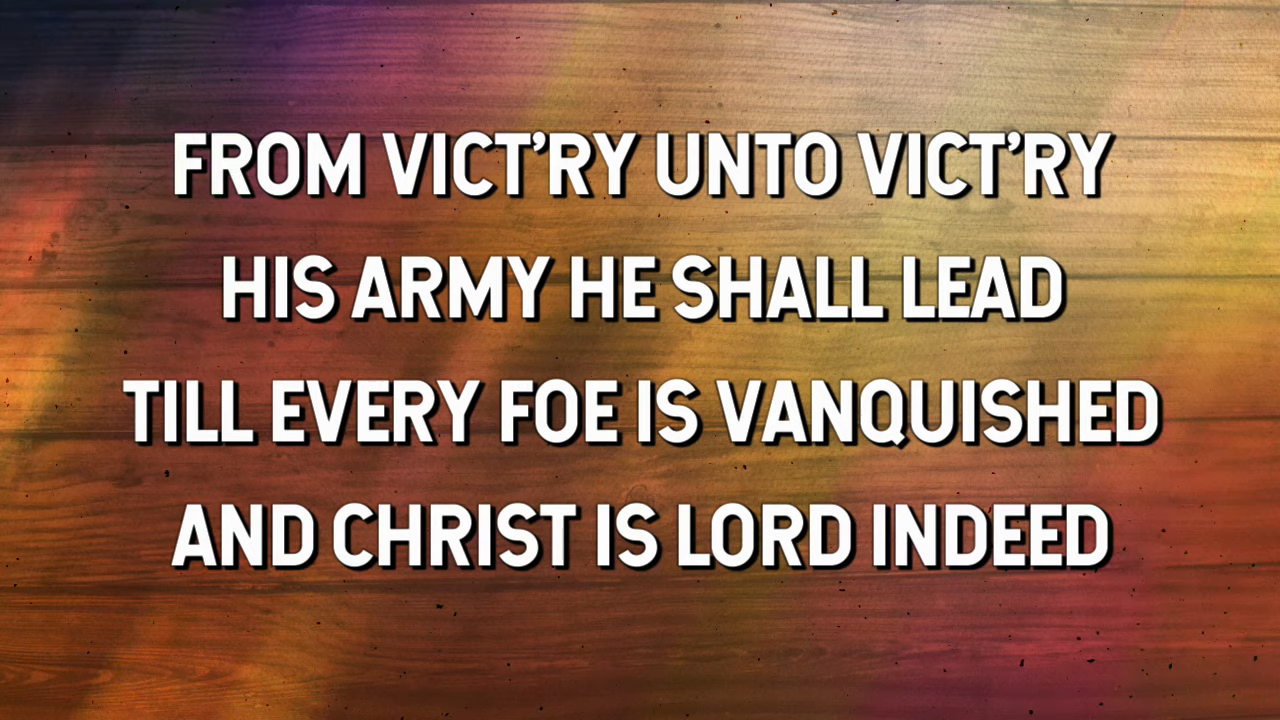 FROM VICT’RY UNTO VICT’RY
HIS ARMY HE SHALL LEAD
TILL EVERY FOE IS VANQUISHED
AND CHRIST IS LORD INDEED